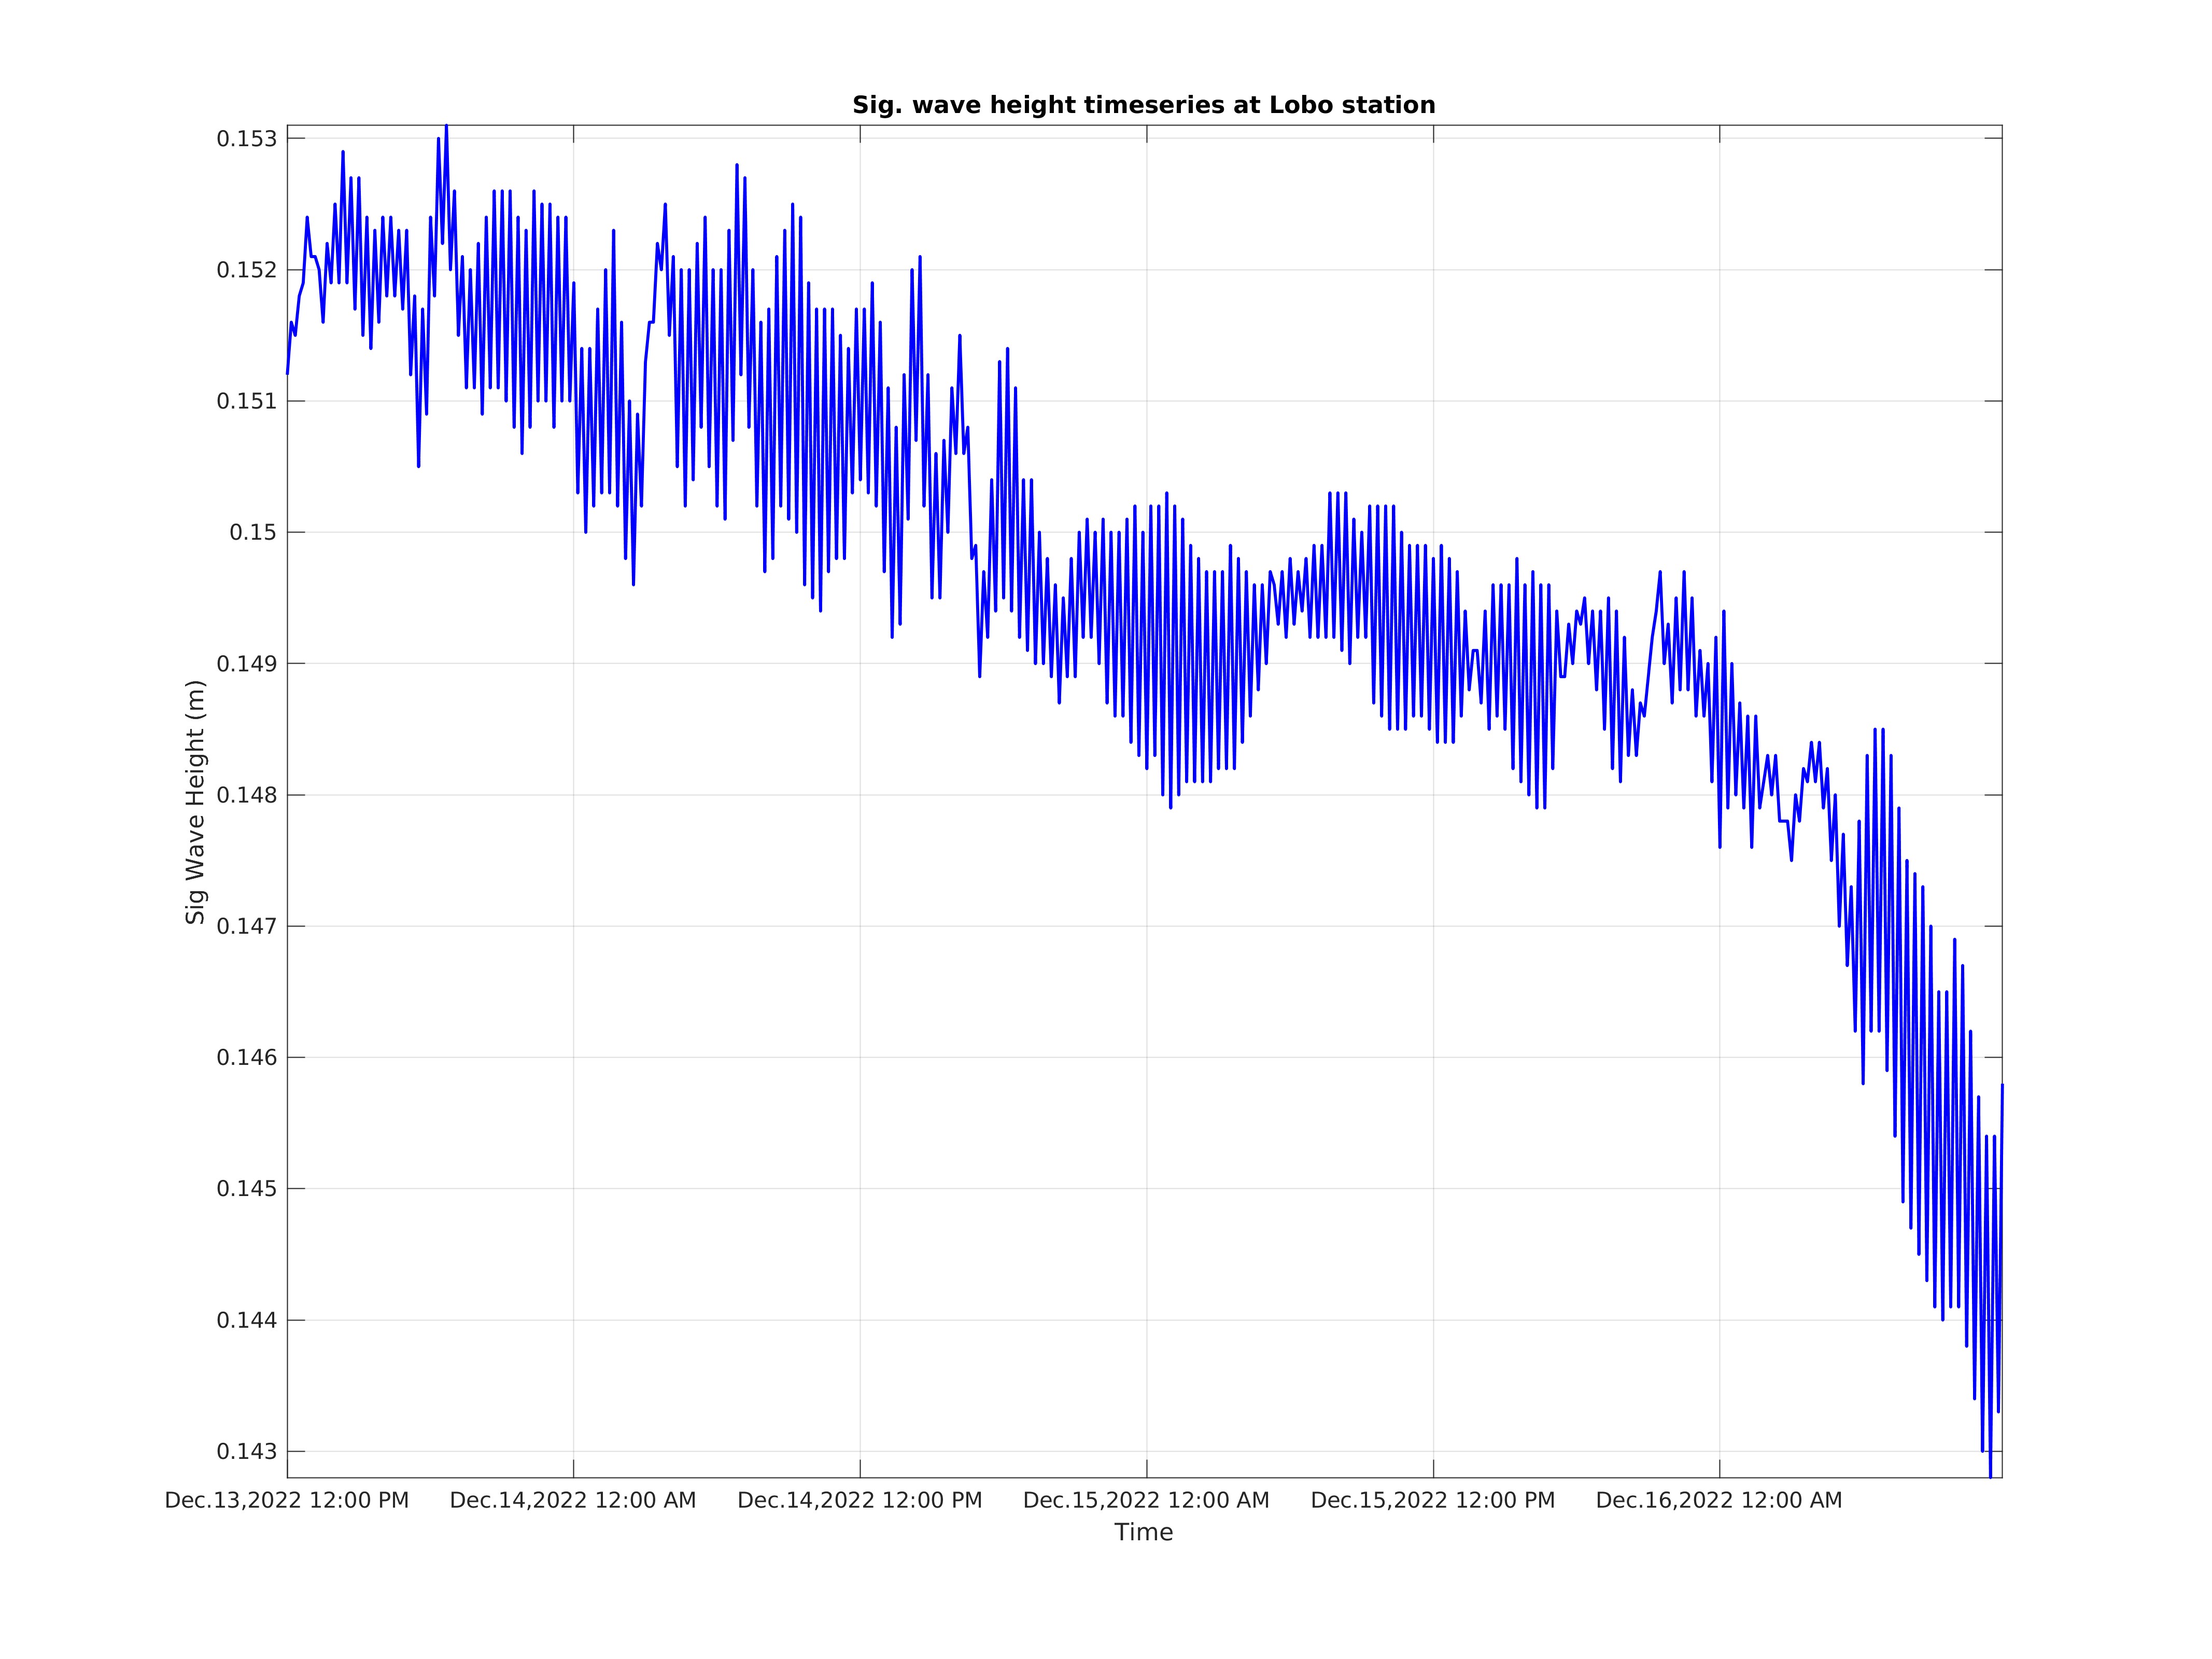 Sig. wave height timeseries at Lobo station
0.153
0.152
0.151
0.15
0.149
0.148
0.147
0.146
0.145
0.144
0.143
Sig Wave Height (m)
Dec.13,2022 12:00 PM Dec.14,2022 12:00 AM Dec.14,2022 12:00 PM Dec.15,2022 12:00 AM Dec.15,2022 12:00 PM Dec.16,2022 12:00 AM
Time